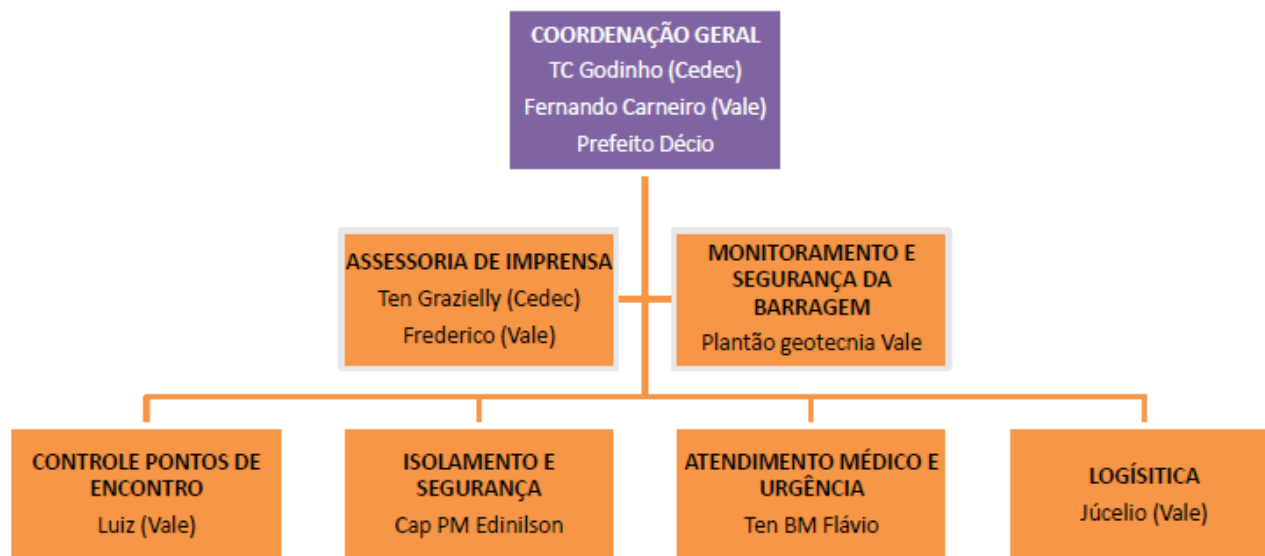 COORDENAÇÃO GERAL
TC Godinho (Cedec)
Fernando Carneiro (Vale)
Prefeito Décio
ASSESSORIA DE IMPRENSA
Ten Grazielly (Cedec)
Frederico (Vale)
MONITORAMENTO E
SEGURANÇA DA
BARRAGEM
Plantão geotecnia Vale
CONTROLE PONTOS DE
ENCONTRO
Luiz (Vale)
ISOLAMENTO E
SEGURANÇA
Cap PM Edinilson
ATENDIMENTO MÉDICO E
URGÊNCIA
Ten BM Flávio
LOGÍSITICA
Júcelio (Vale)